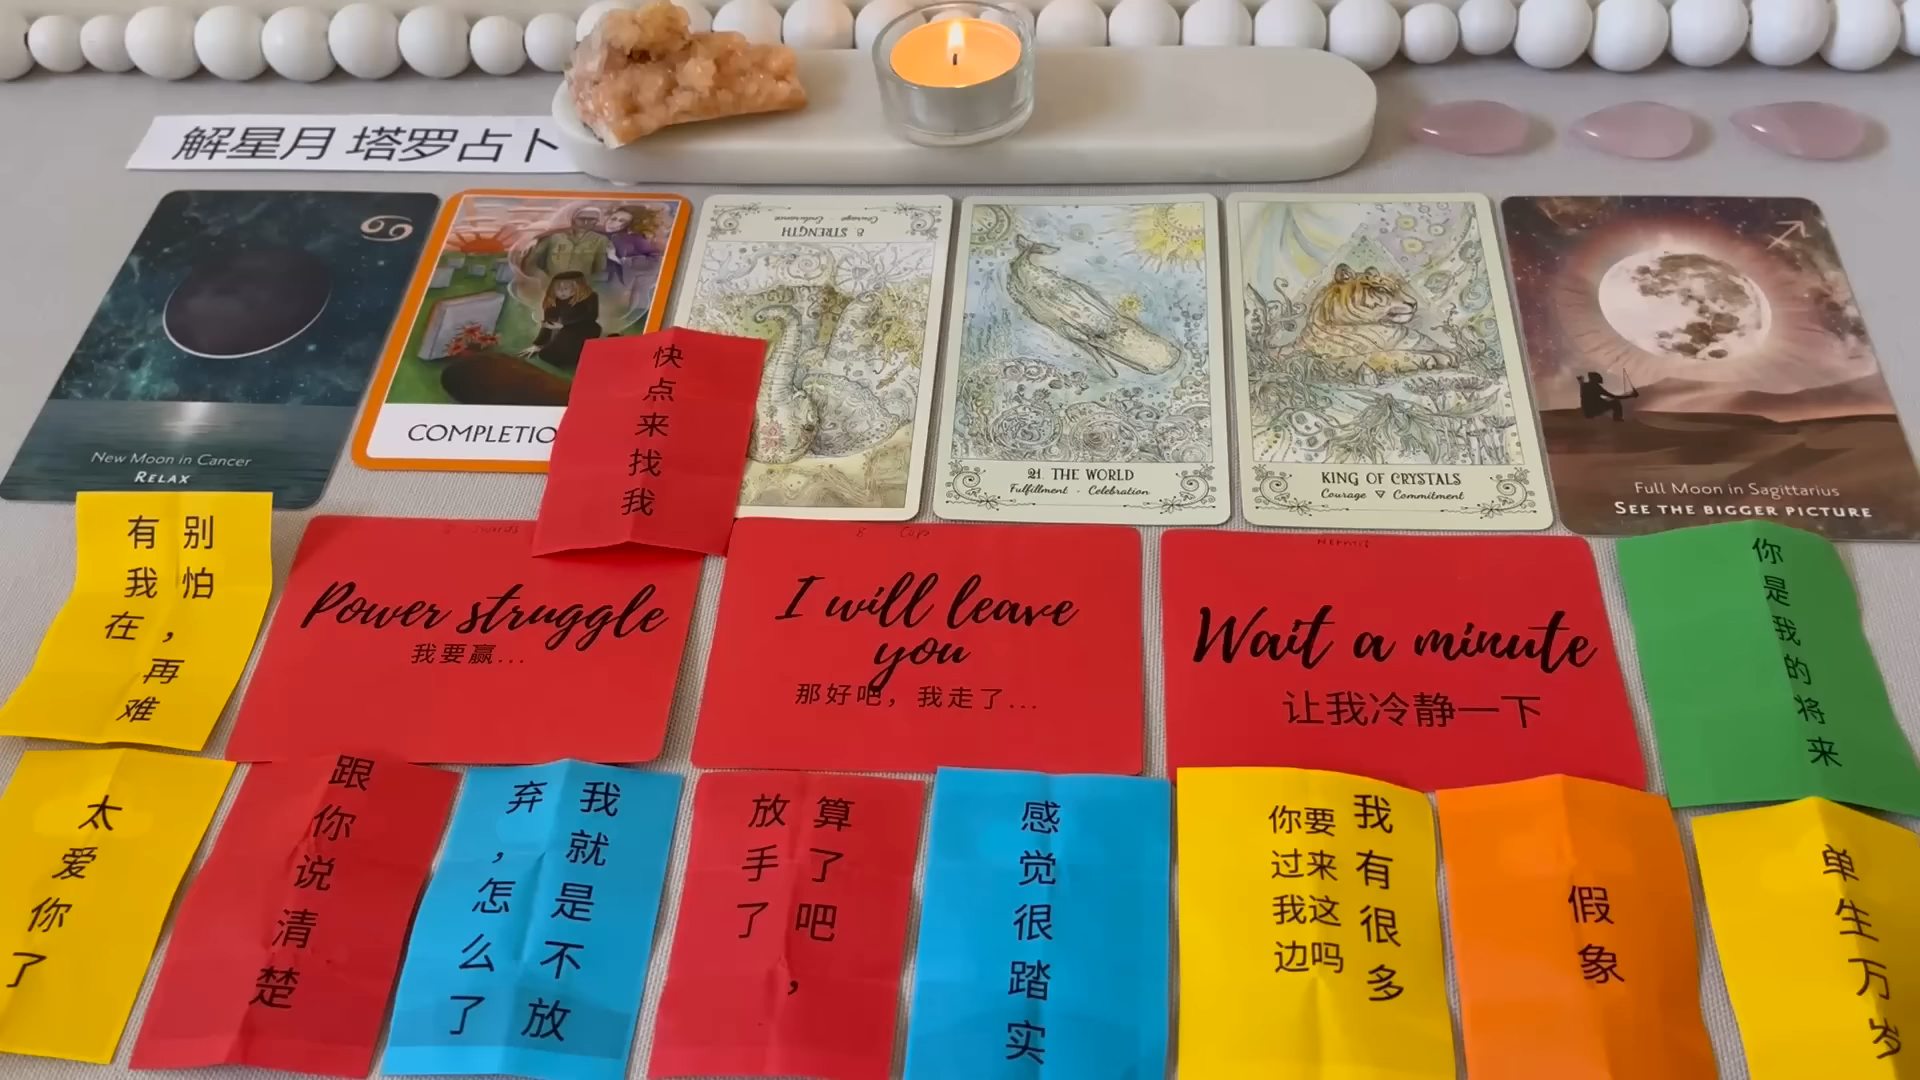 解星月 塔罗占卜
New Moon in Cancer
RELAX
COMPLETIO
8. STRENGTH
Courage · Endurance
21. THE WORLD
Fulfillment · Celebration
KING OF CRYSTALS
Courage ▽ Commitment
Full Moon in Sagittarius
SEE THE BIGGER PICTURE
快点来找我
别怕,再难
有我在
Swords
Power struggle
我要赢...
8 Cup
I will leave
you
那好吧，我走了...
Hermit
Wait a minute
让我冷静一下
你是我的将来
太爱你了
跟你说清楚
我就是不放
弃,怎么了
算了吧,
放手了
感觉很踏实
我有很多
你要过来我这边吗
假象
单生万岁